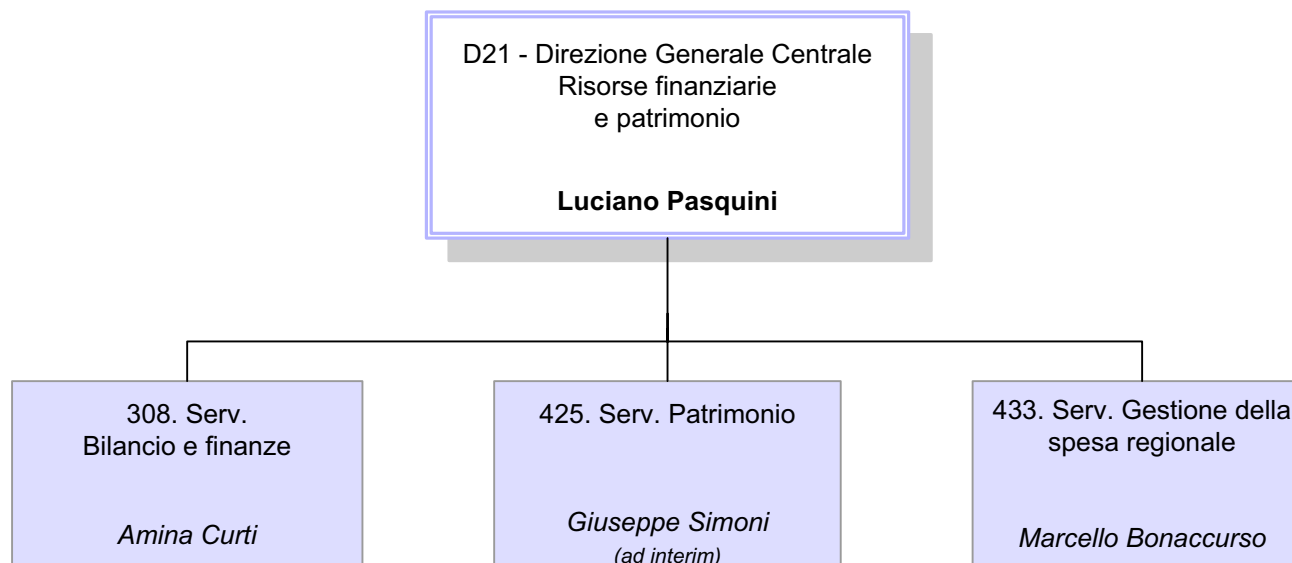 D21 - Direzione Generale Centrale
Risorse finanziarie
e patrimonio
Luciano Pasquini
308. Serv.
Bilancio e finanze
Amina Curti
425. Serv. Patrimonio
Giuseppe Simoni
(ad interim)
433. Serv. Gestione della
spesa regionale
Marcello Bonaccurso